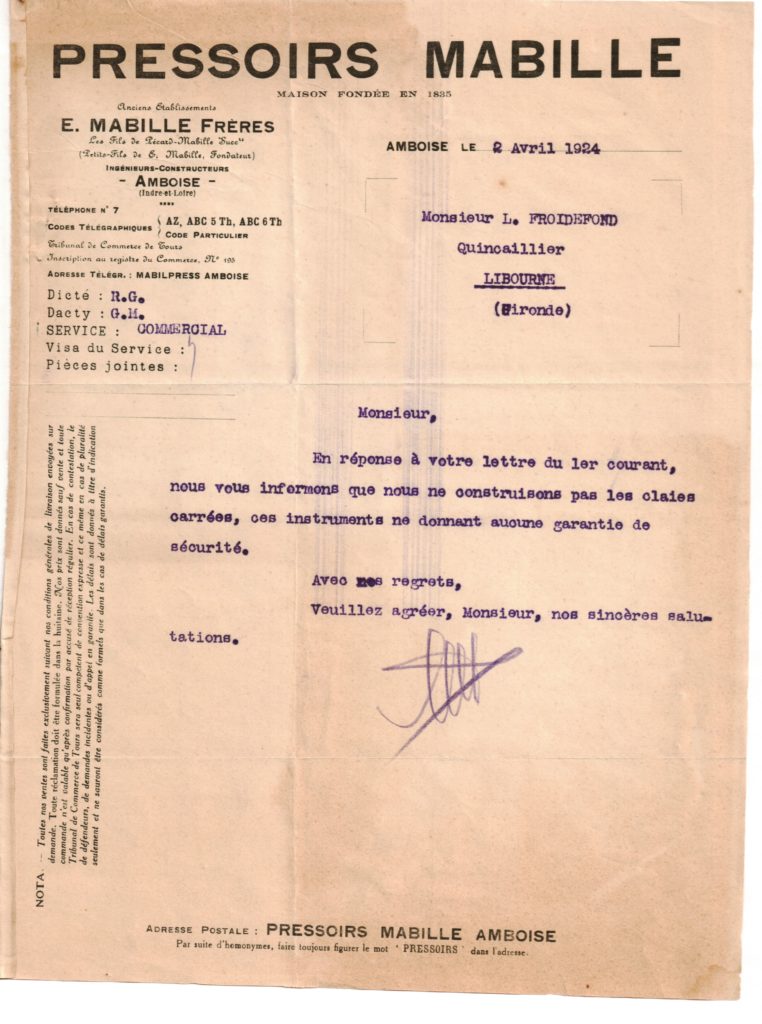 PRESSOIRS MABILLE
MAISON FONDÉE EN 1835
Anciens Établissements
E. MABILLE FRÈRES
Les Fils de Pécard-Mabille Succrs
(Petits-Fils de E. Mabille, Fondateur)
INGÉNIEURS-CONSTRUCTEURS
- AMBOISE -
(Indre-et-Loire)
TÉLÉPHONE N° 7
CODES TÉLÉGRAPHIQUES { AZ, ABC 5 Th, ABC 6 Th
CODE PARTICULIER
Tribunal de Commerce de Tours
Inscription au registre du Commerce, N° 195
ADRESSE TÉLÉGR. : MABILPRESS AMBOISE
Dicté : R.G.
Dacty : G.M.
SERVICE : COMMERCIAL
Visa du Service :
Pièces jointes :
AMBOISE LE 2 Avril 1924
Monsieur L. FROIDEFOND
Quincaillier
LIBOURNE
(Gironde)
Monsieur,
En réponse à votre lettre du 1er courant,
nous vous informons que nous ne construisons pas les claies
carrées, ces instruments ne donnant aucune garantie de
sécurité.
Avec nos regrets,
Veuillez agréer, Monsieur, nos sincères salu-
tations.
NOTA. — Toutes nos ventes sont faites exclusivement suivant nos conditions générales de livraison envoyées sur
demande. Toute réclamation doit être formulée dans la huitaine. Nos prix sont donnés sauf vente et toute
commande n'est valable qu'après confirmation par accusé de réception régulier. En cas de contestation, le
Tribunal de Commerce de Tours sera seul compétent de convention expresse et ce même en cas de pluralité
de défendeurs, de demandes incidentes ou d'appel en garantie. Les délais sont donnés à titre d'indication
seulement et ne sauront être considérés comme formels que dans les cas de délais garantis.
ADRESSE POSTALE : PRESSOIRS MABILLE AMBOISE
Par suite d'homonymes, faire toujours figurer le mot ' PRESSOIRS ' dans l'adresse.